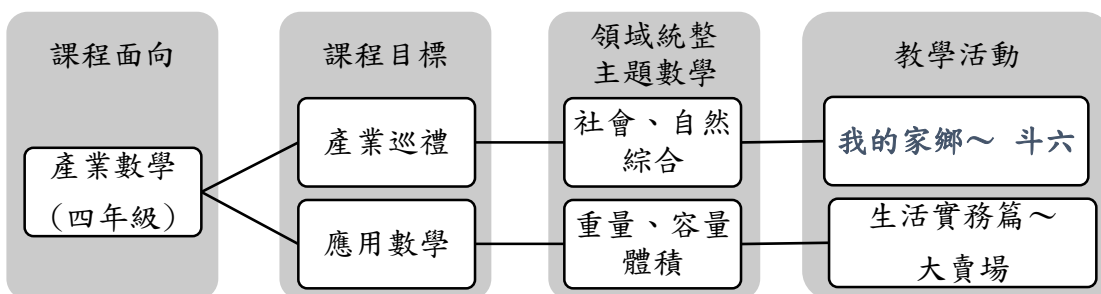 課程面向
產業數學
（四年級）
課程目標
產業巡禮
應用數學
領域統整
主題數學
社會、自然
綜合
重量、容量
體積
教學活動
我的家鄉～ 斗六
生活實務篇～
大賣場